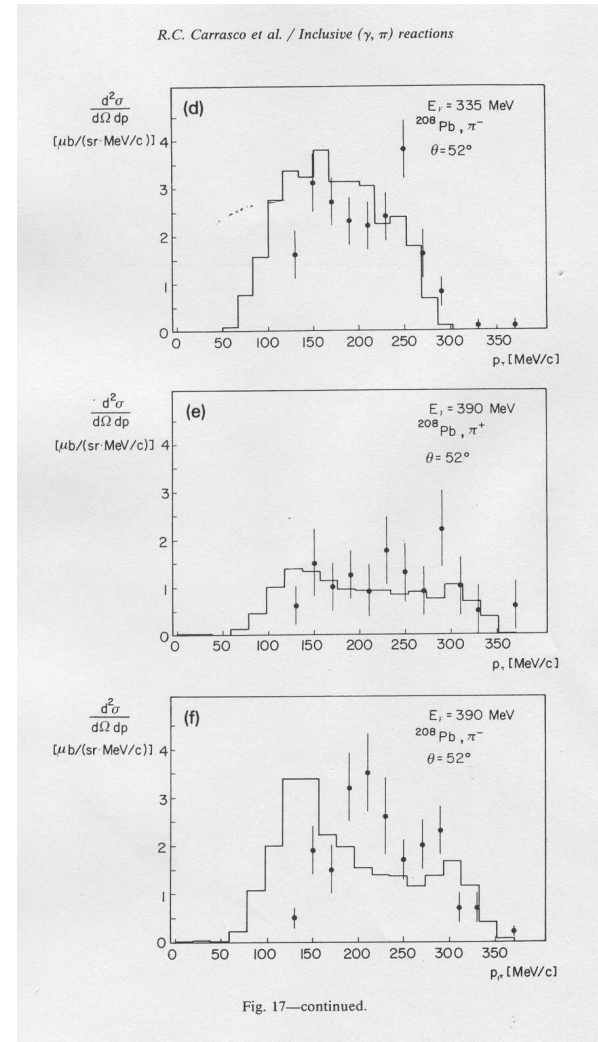 R.C. Carrasco et al. / Inclusive (γ, π) reactions
d²σ
dΩ dp
[μb/(sr·MeV/c)]
(d)
Eᵧ = 335 MeV
²⁰⁸Pb, π⁻
θ = 52°
4
3
2
1
0
0 50 100 150 200 250 300 350
p_π [MeV/c]
d²σ
dΩ dp
[μb/(sr·MeV/c)]
(e)
Eᵧ = 390 MeV
²⁰⁸Pb, π⁺
θ = 52°
4
3
2
1
0
0 50 100 150 200 250 300 350
p_π [MeV/c]
d²σ
dΩ dp
[μb/(sr·MeV/c)]
(f)
Eᵧ = 390 MeV
²⁰⁸Pb, π⁻
θ = 52°
4
3
2
1
0
0 50 100 150 200 250 300 350
p_π [MeV/c]
Fig. 17—continued.